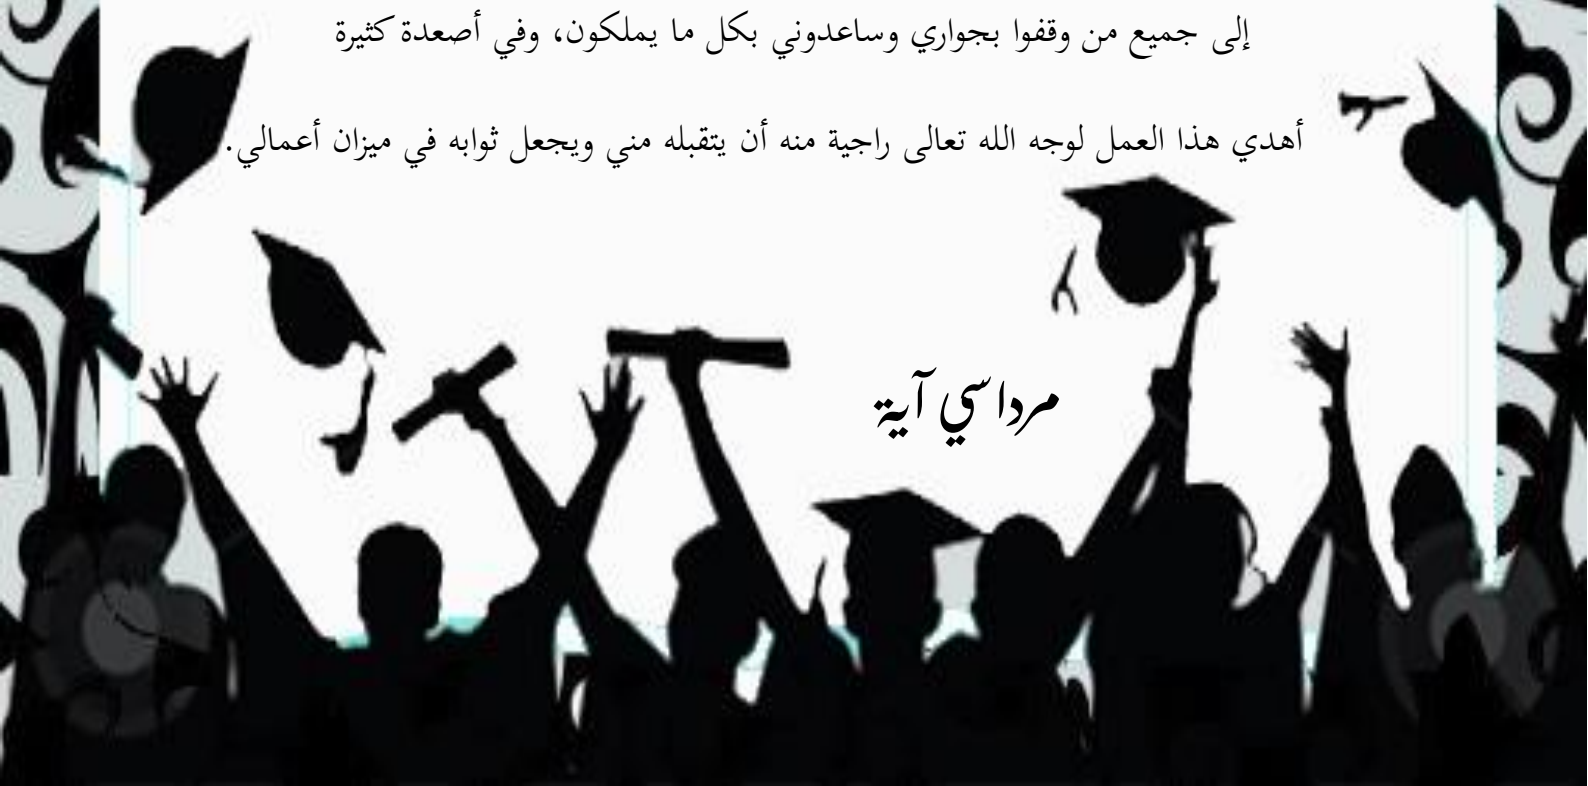 إلى جميع من وقفوا بجواري وساعدوني بكل ما يملكون، وفي أصعدة كثيرة
أهدي هذا العمل لوجه الله تعالى راجية منه أن يتقبله مني ويجعل ثوابه في ميزان أعمالي.
مرداسي آية